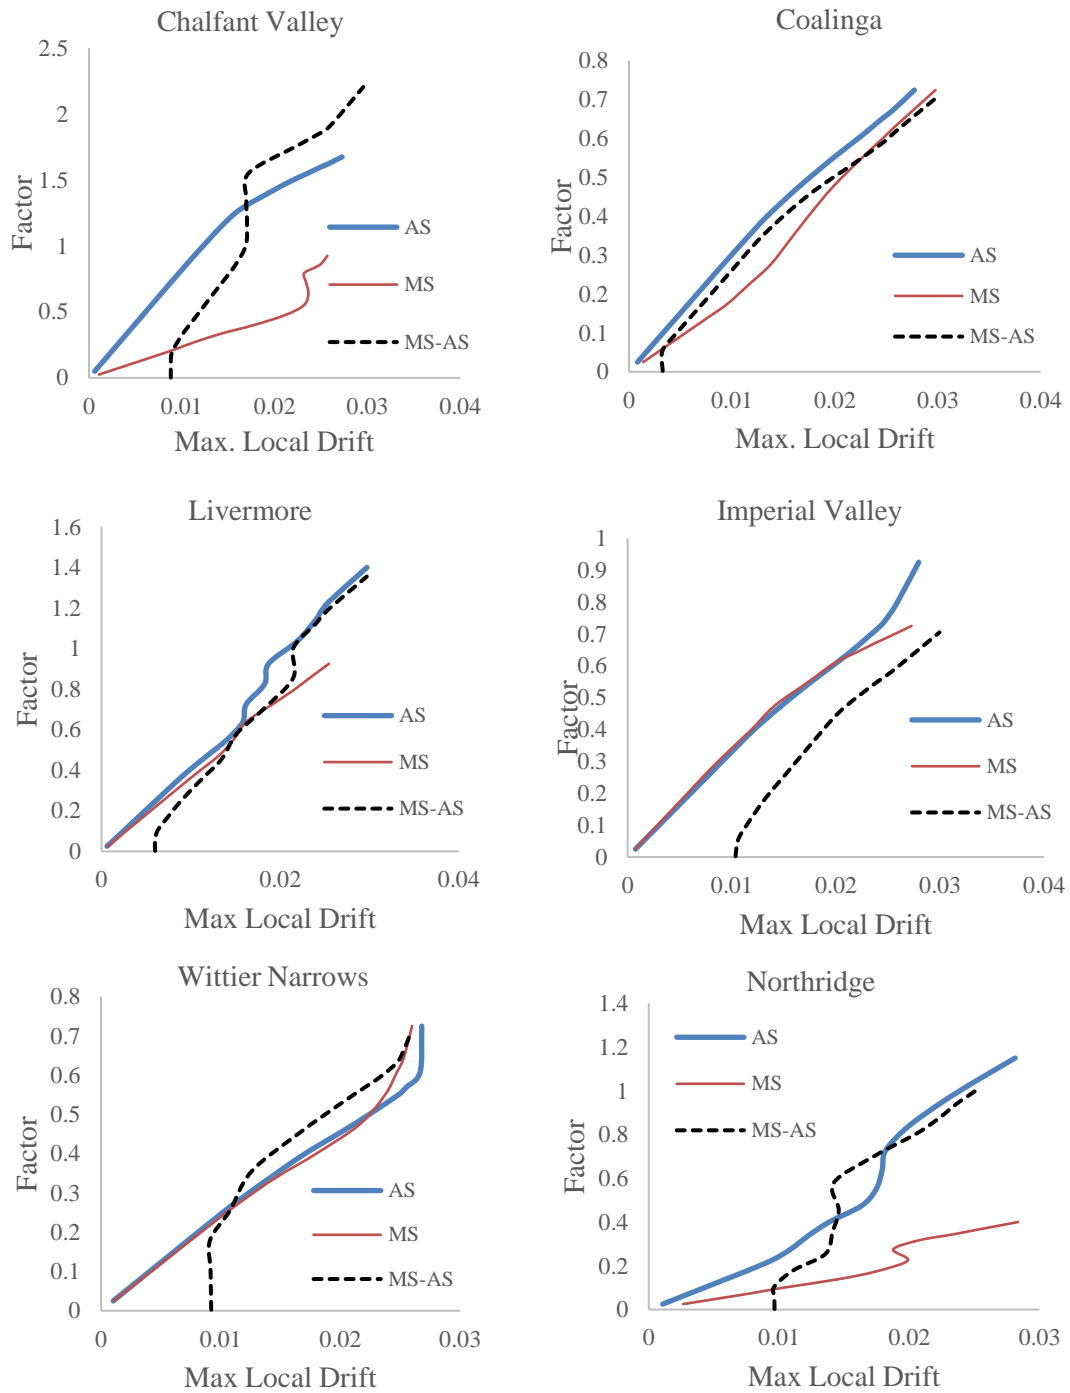 Chalfant Valley
2.5
2
1.5
1
0.5
0
Factor
AS
MS
MS-AS
0 0.01 0.02 0.03 0.04
Max. Local Drift
Coalinga
0.8
0.7
0.6
0.5
0.4
0.3
0.2
0.1
0
Factor
AS
MS
MS-AS
0 0.01 0.02 0.03 0.04
Max. Local Drift
Livermore
1.6
1.4
1.2
1
0.8
0.6
0.4
0.2
0
Factor
AS
MS
MS-AS
0 0.02 0.04
Max Local Drift
Imperial Valley
1
0.9
0.8
0.7
0.6
0.5
0.4
0.3
0.2
0.1
0
Factor
AS
MS
MS-AS
0 0.01 0.02 0.03 0.04
Max Local Drift
Wittier Narrows
0.8
0.7
0.6
0.5
0.4
0.3
0.2
0.1
0
Factor
AS
MS
MS-AS
0 0.01 0.02 0.03
Max Local Drift
Northridge
1.4
1.2
1
0.8
0.6
0.4
0.2
0
Factor
AS
MS
MS-AS
0 0.01 0.02 0.03
Max Local Drift